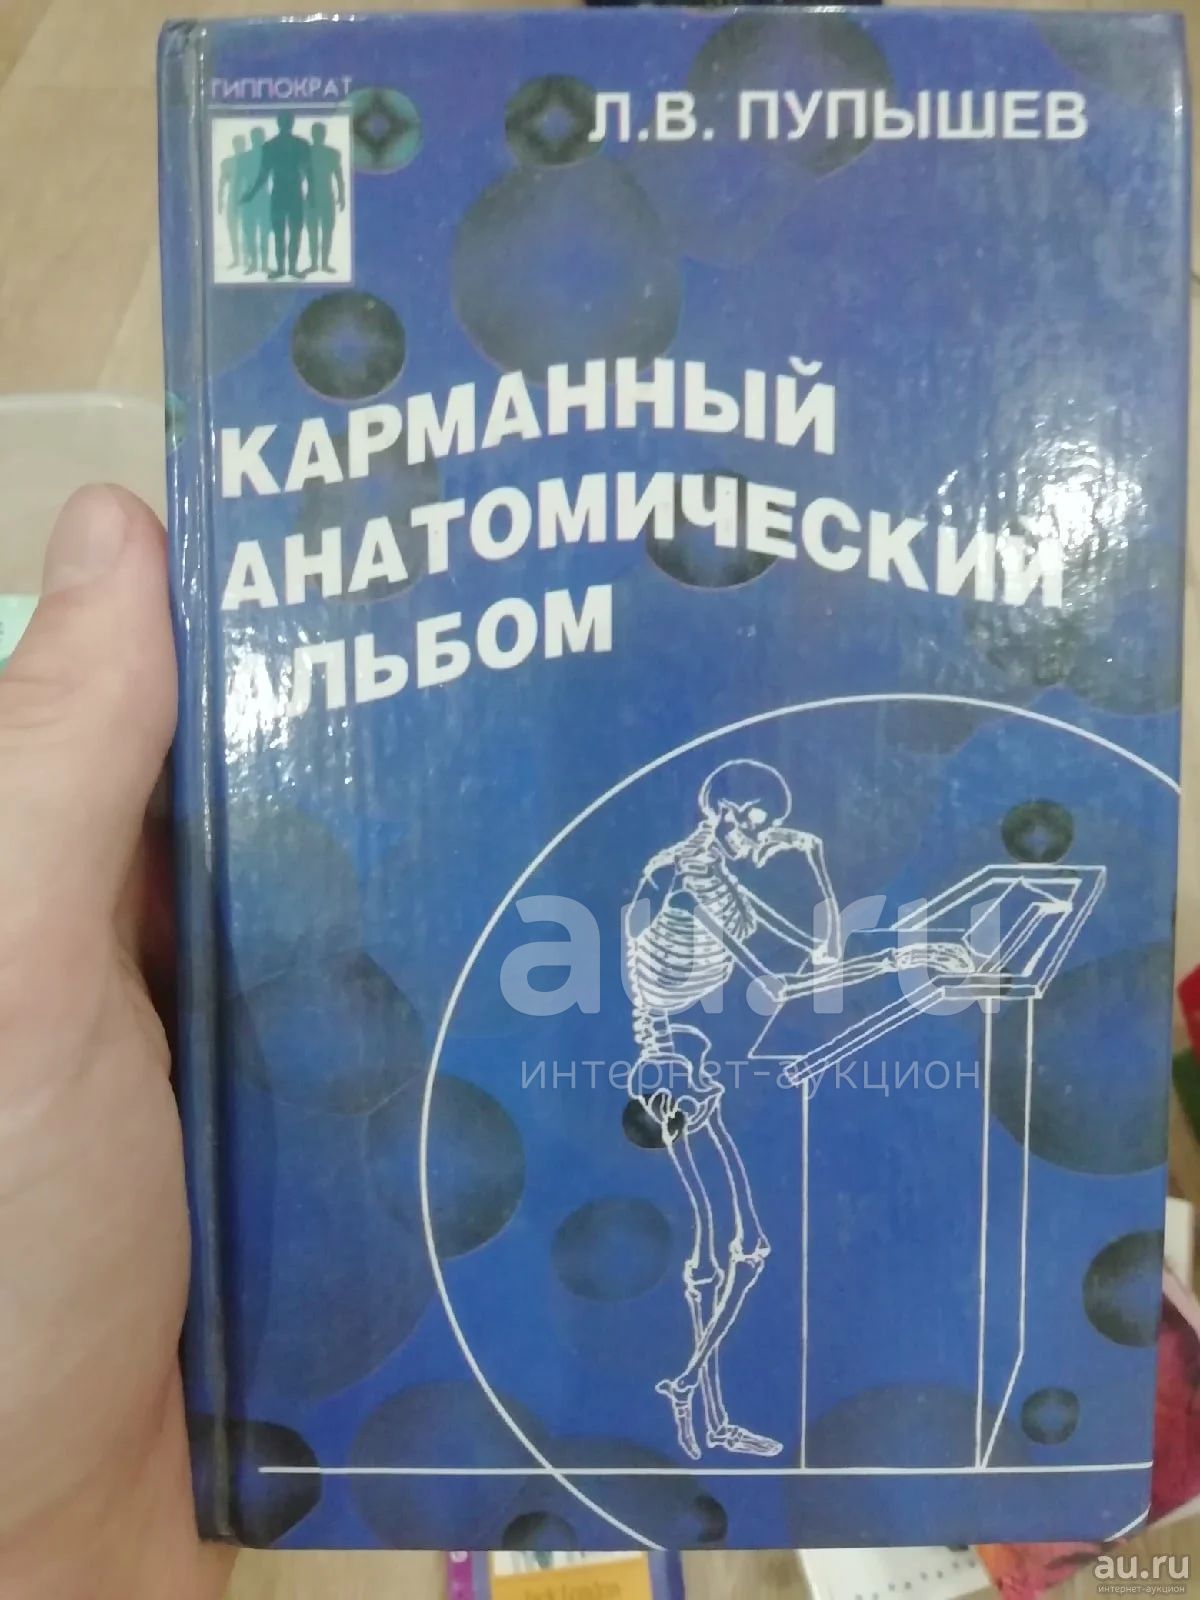 ГИППОКРАТ
Л.В. ПУПЫШЕВ
КАРМАННЫЙ
АНАТОМИЧЕСКИЙ
АЛЬБОМ
au.ru
интернет-аукцион
au.ru
интернет-аукцион